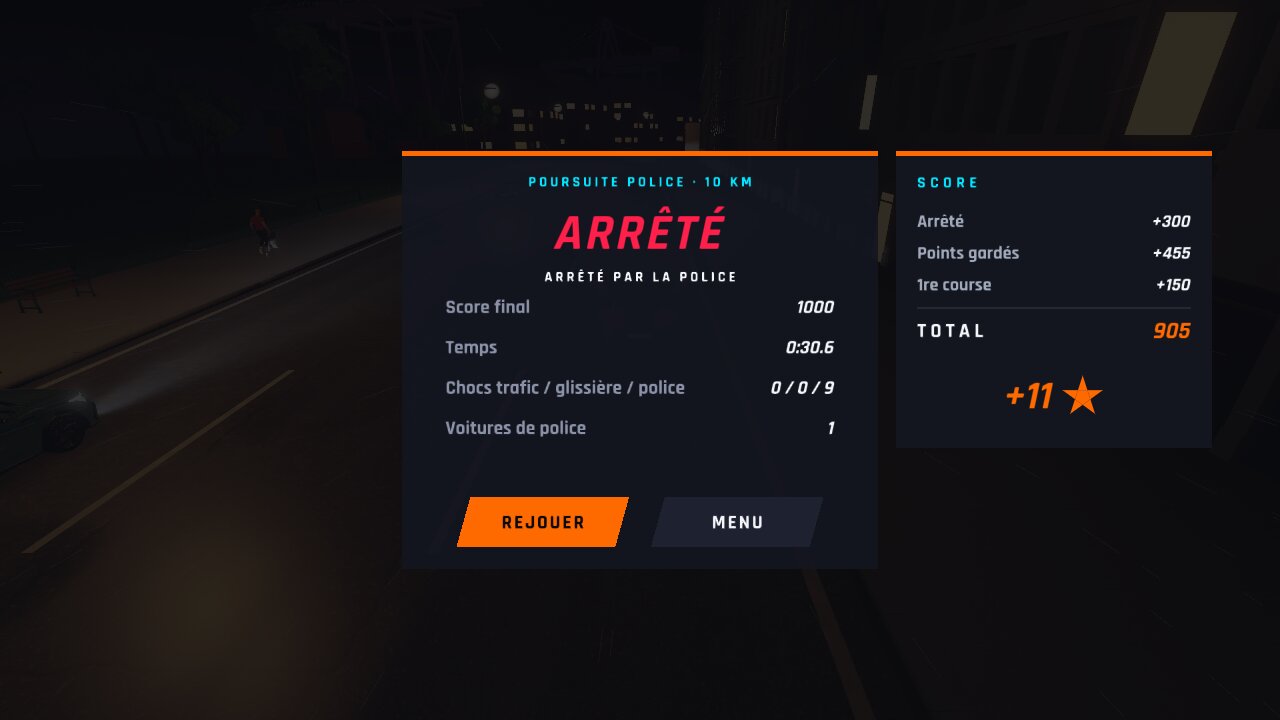 POURSUITE POLICE · 10 KM
ARRÊTÉ
ARRÊTÉ PAR LA POLICE
Score final 1000
Temps 0:30.6
Chocs trafic / glissière / police 0 / 0 / 9
Voitures de police 1
REJOUER MENU
SCORE
Arrêté +300
Points gardés +455
1re course +150
TOTAL 905
+11 ★